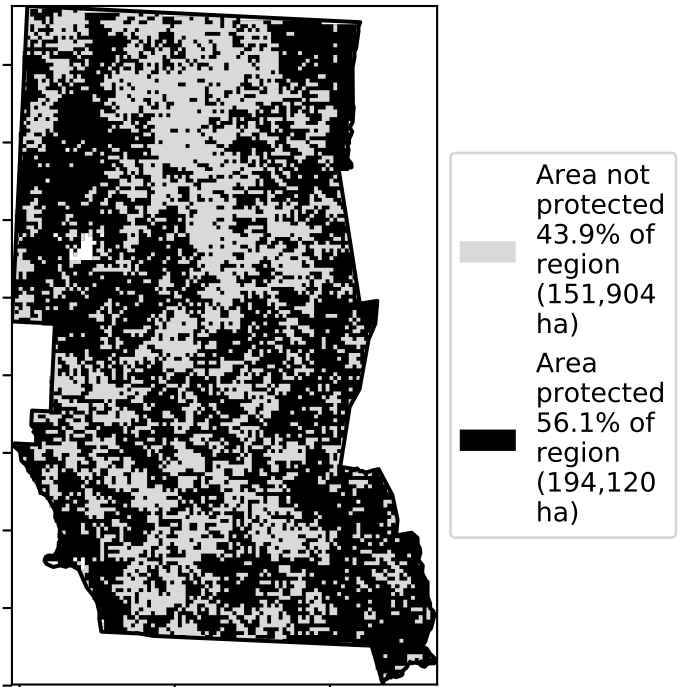 Area not
protected
43.9% of
region
(151,904
ha)
Area
protected
56.1% of
region
(194,120
ha)